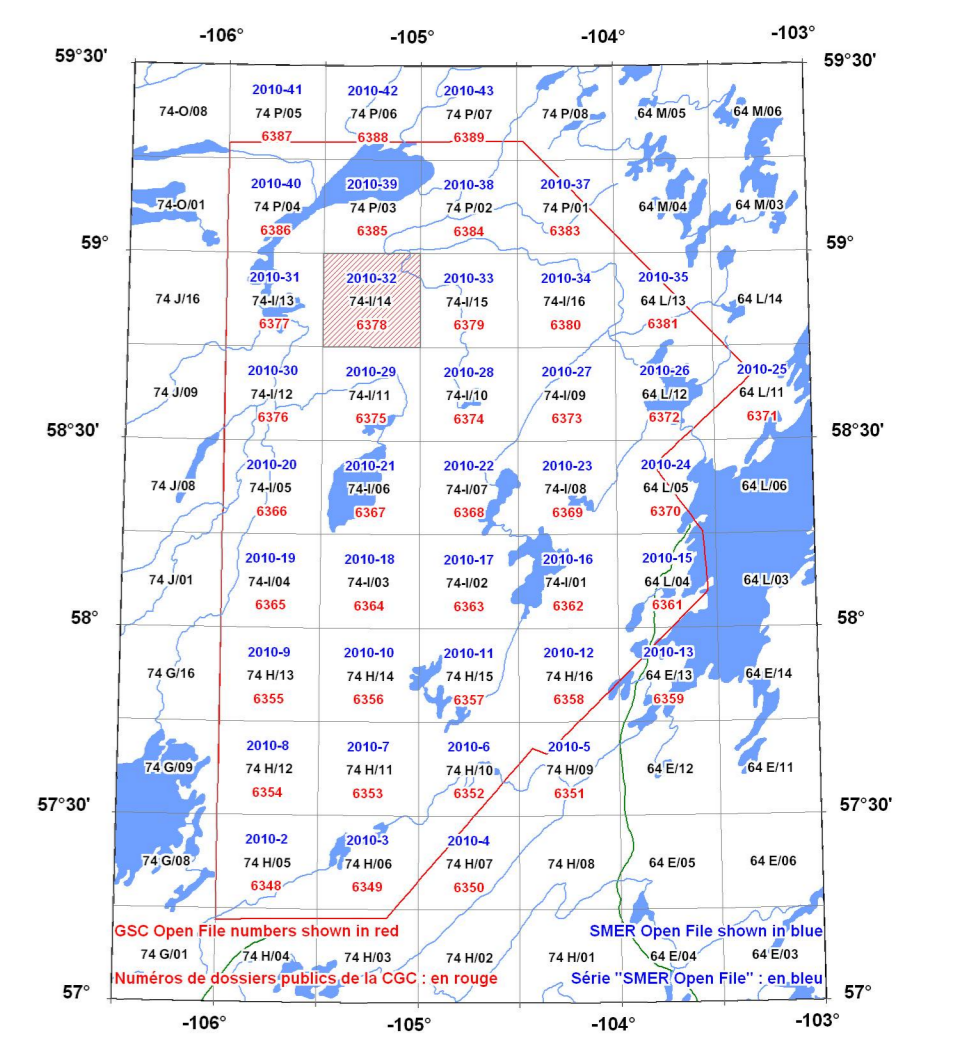 -106° -105° -104° -103°
59°30' 59°30'
2010-41 2010-42 2010-43
74-O/08 74 P/05 74 P/06 74 P/07 74 P/08 64 M/05 64 M/06
6387 6388 6389
2010-40 2010-39 2010-38 2010-37
74-O/01 74 P/04 74 P/03 74 P/02 74 P/01 64 M/04 64 M/03
6386 6385 6384 6383
59° 59°
2010-31 2010-32 2010-33 2010-34 2010-35
74 J/16 74-I/13 74-I/14 74-I/15 74-I/16 64 L/13 64 L/14
6377 6378 6379 6380 6381
2010-30 2010-29 2010-28 2010-27 2010-26 2010-25
74 J/09 74-I/12 74-I/11 74-I/10 74-I/09 64 L/12 64 L/11
6376 6375 6374 6373 6372 6371
58°30' 58°30'
2010-20 2010-21 2010-22 2010-23 2010-24
74 J/08 74-I/05 74-I/06 74-I/07 74-I/08 64 L/05 64 L/06
6366 6367 6368 6369 6370
2010-19 2010-18 2010-17 2010-16 2010-15
74 J/01 74-I/04 74-I/03 74-I/02 74-I/01 64 L/04 64 L/03
6365 6364 6363 6362 6361
58° 58°
2010-9 2010-10 2010-11 2010-12 2010-13
74 G/16 74 H/13 74 H/14 74 H/15 74 H/16 64 E/13 64 E/14
6355 6356 6357 6358 6359
2010-8 2010-7 2010-6 2010-5
74 G/09 74 H/12 74 H/11 74 H/10 74 H/09 64 E/12 64 E/11
6354 6353 6352 6351
57°30' 57°30'
2010-2 2010-3 2010-4
74 G/08 74 H/05 74 H/06 74 H/07 74 H/08 64 E/05 64 E/06
6348 6349 6350
GSC Open File numbers shown in red SMER Open File shown in blue
74 G/01 74 H/04 74 H/03 74 H/02 74 H/01 64 E/04 64 E/03
Numéros de dossiers publics de la CGC : en rouge Série "SMER Open File" : en bleu
57° 57°
-106° -105° -104° -103°